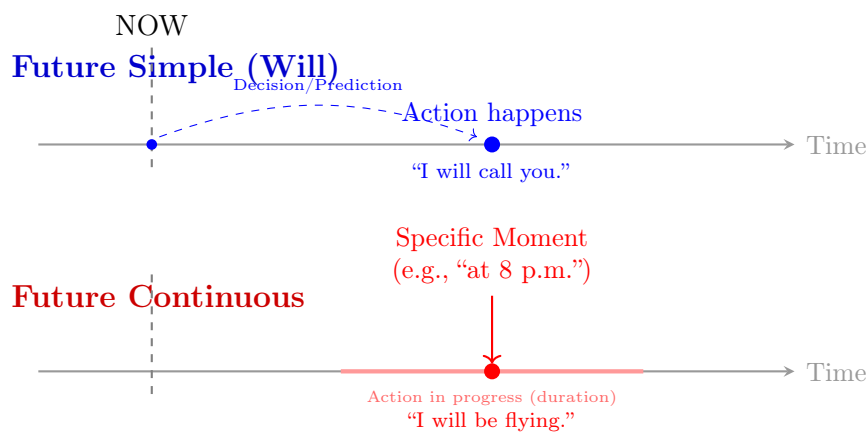 NOW
Future Simple (Will)
Decision/Prediction
Action happens
Time
“I will call you.”
Specific Moment
(e.g., “at 8 p.m.”)
Future Continuous
Time
Action in progress (duration)
“I will be flying.”